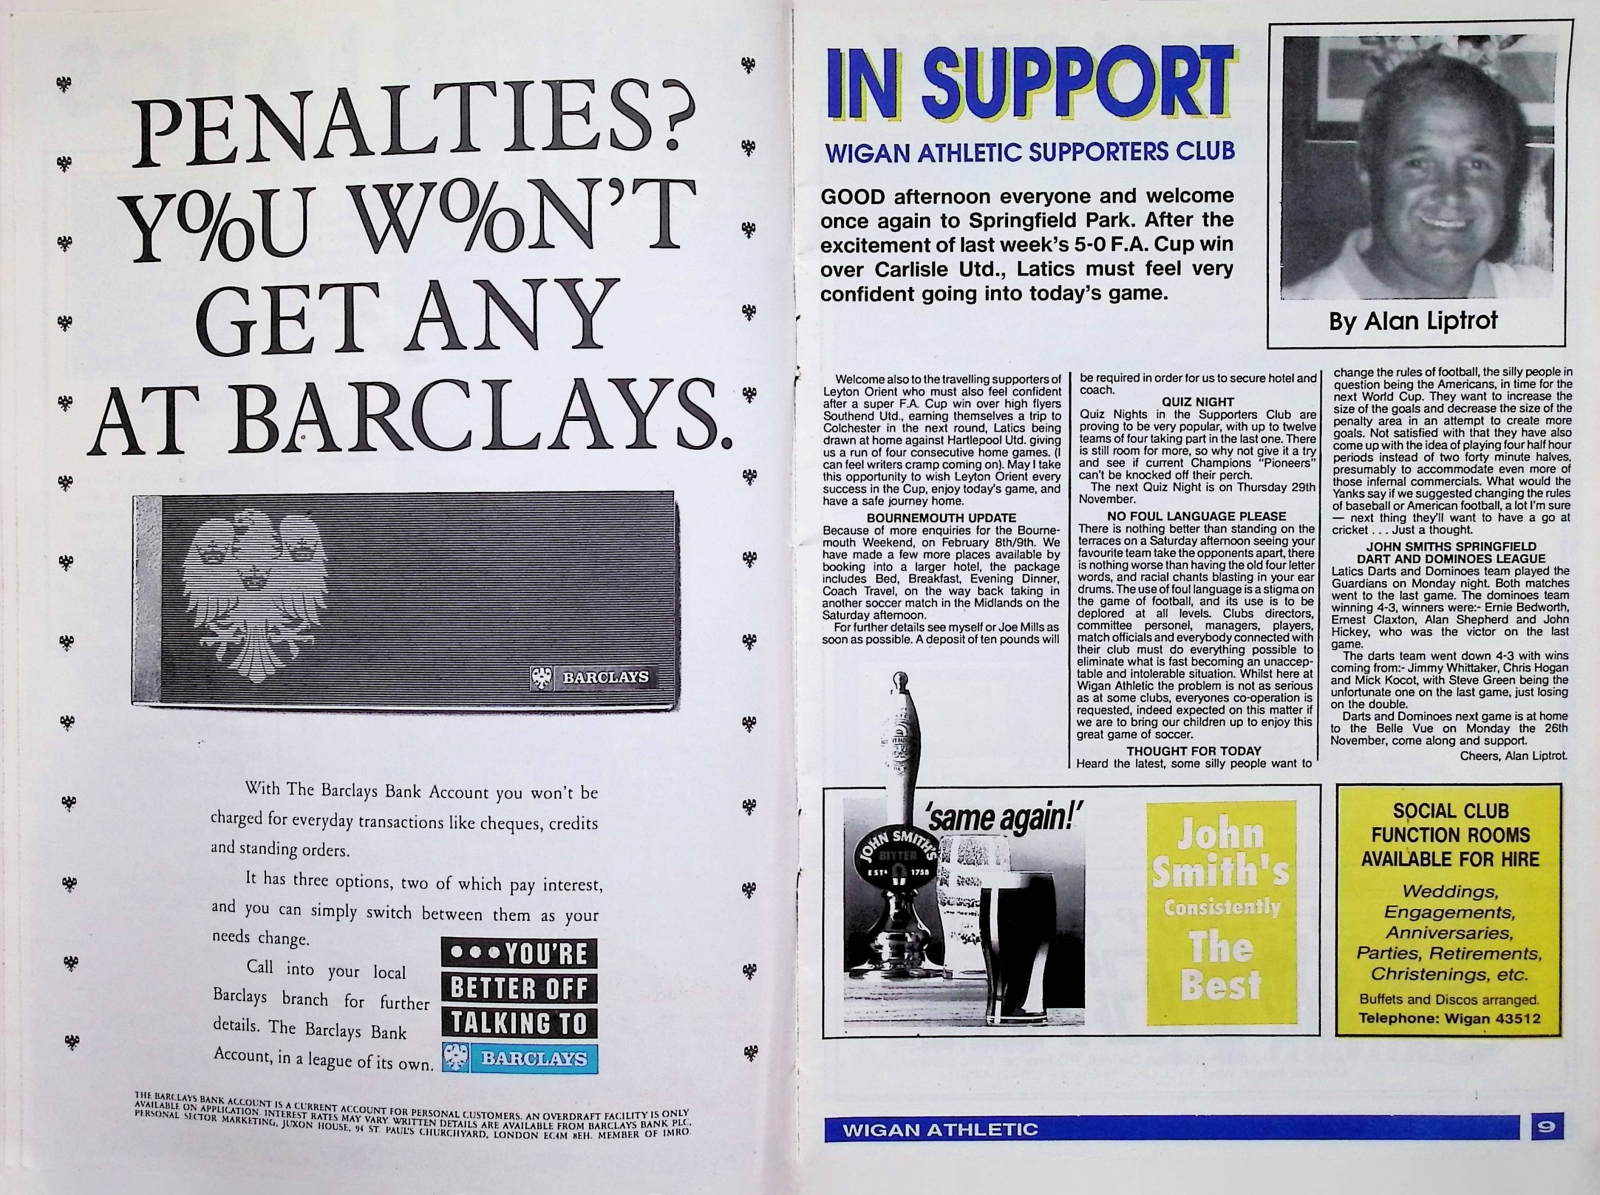 PENALTIES?
Y%U W%N'T
GET ANY
AT BARCLAYS.
BARCLAYS
With The Barclays Bank Account you won't be
charged for everyday transactions like cheques, credits
and standing orders.
It has three options, two of which pay interest,
and you can simply switch between them as your
needs change.
Call into your local
Barclays branch for further
details. The Barclays Bank
Account, in a league of its own.
•••YOU'RE
BETTER OFF
TALKING TO
BARCLAYS
THE BARCLAYS BANK ACCOUNT IS A CURRENT ACCOUNT FOR PERSONAL CUSTOMERS. AN OVERDRAFT FACILITY IS ONLY
AVAILABLE ON APPLICATION. INTEREST RATES MAY VARY. WRITTEN DETAILS ARE AVAILABLE FROM BARCLAYS BANK PLC,
PERSONAL SECTOR MARKETING, JUXON HOUSE, 94 ST. PAUL'S CHURCHYARD, LONDON EC4M 8EH. MEMBER OF IMRO.
IN SUPPORT
WIGAN ATHLETIC SUPPORTERS CLUB
GOOD afternoon everyone and welcome
once again to Springfield Park. After the
excitement of last week's 5-0 F.A. Cup win
over Carlisle Utd., Latics must feel very
confident going into today's game.
By Alan Liptrot
Welcome also to the travelling supporters of
Leyton Orient who must also feel confident
after a super F.A. Cup win over high flyers
Southend Utd., earning themselves a trip to
Colchester in the next round, Latics being
drawn at home against Hartlepool Utd. giving
us a run of four consecutive home games. (I
can feel writers cramp coming on). May I take
this opportunity to wish Leyton Orient every
success in the Cup, enjoy today's game, and
have a safe journey home.
BOURNEMOUTH UPDATE
Because of more enquiries for the Bourne-
mouth Weekend, on February 8th/9th. We
have made a few more places available by
booking into a larger hotel, the package
includes Bed, Breakfast, Evening Dinner,
Coach Travel, on the way back taking in
another soccer match in the Midlands on the
Saturday afternoon.
For further details see myself or Joe Mills as
soon as possible. A deposit of ten pounds will
be required in order for us to secure hotel and
coach.
QUIZ NIGHT
Quiz Nights in the Supporters Club are
proving to be very popular, with up to twelve
teams of four taking part in the last one. There
is still room for more, so why not give it a try
and see if current Champions "Pioneers"
can't be knocked off their perch.
The next Quiz Night is on Thursday 29th
November.
NO FOUL LANGUAGE PLEASE
There is nothing better than standing on the
terraces on a Saturday afternoon seeing your
favourite team take the opponents apart, there
is nothing worse than having the old four letter
words, and racial chants blasting in your ear
drums. The use of foul language is a stigma on
the game of football, and its use is to be
deplored at all levels. Clubs directors,
committee personel, managers, players,
match officials and everybody connected with
their club must do everything possible to
eliminate what is fast becoming an unaccep-
table and intolerable situation. Whilst here at
Wigan Athletic the problem is not as serious
as at some clubs, everyones co-operation is
requested, indeed expected on this matter if
we are to bring our children up to enjoy this
great game of soccer.
THOUGHT FOR TODAY
Heard the latest, some silly people want to
change the rules of football, the silly people in
question being the Americans, in time for the
next World Cup. They want to increase the
size of the goals and decrease the size of the
penalty area in an attempt to create more
goals. Not satisfied with that they have also
come up with the idea of playing four half hour
periods instead of two forty minute halves,
presumably to accommodate even more of
those infernal commercials. What would the
Yanks say if we suggested changing the rules
of baseball or American football, a lot I'm sure
— next thing they'll want to have a go at
cricket . . . Just a thought.
JOHN SMITHS SPRINGFIELD
DART AND DOMINOES LEAGUE
Latics Darts and Dominoes team played the
Guardians on Monday night. Both matches
went to the last game. The dominoes team
winning 4-3, winners were:- Ernie Bedworth,
Ernest Claxton, Alan Shepherd and John
Hickey, who was the victor on the last
game.
The darts team went down 4-3 with wins
coming from:- Jimmy Whittaker, Chris Hogan
and Mick Kocot, with Steve Green being the
unfortunate one on the last game, just losing
on the double.
Darts and Dominoes next game is at home
to the Belle Vue on Monday the 26th
November, come along and support.
Cheers, Alan Liptrot.
'same again!'
JOHN SMITH'S
BITTER
ESTD 1758
John
Smith's
Consistently
The
Best
SOCIAL CLUB
FUNCTION ROOMS
AVAILABLE FOR HIRE
Weddings,
Engagements,
Anniversaries,
Parties, Retirements,
Christenings, etc.
Buffets and Discos arranged.
Telephone: Wigan 43512
WIGAN ATHLETIC
9